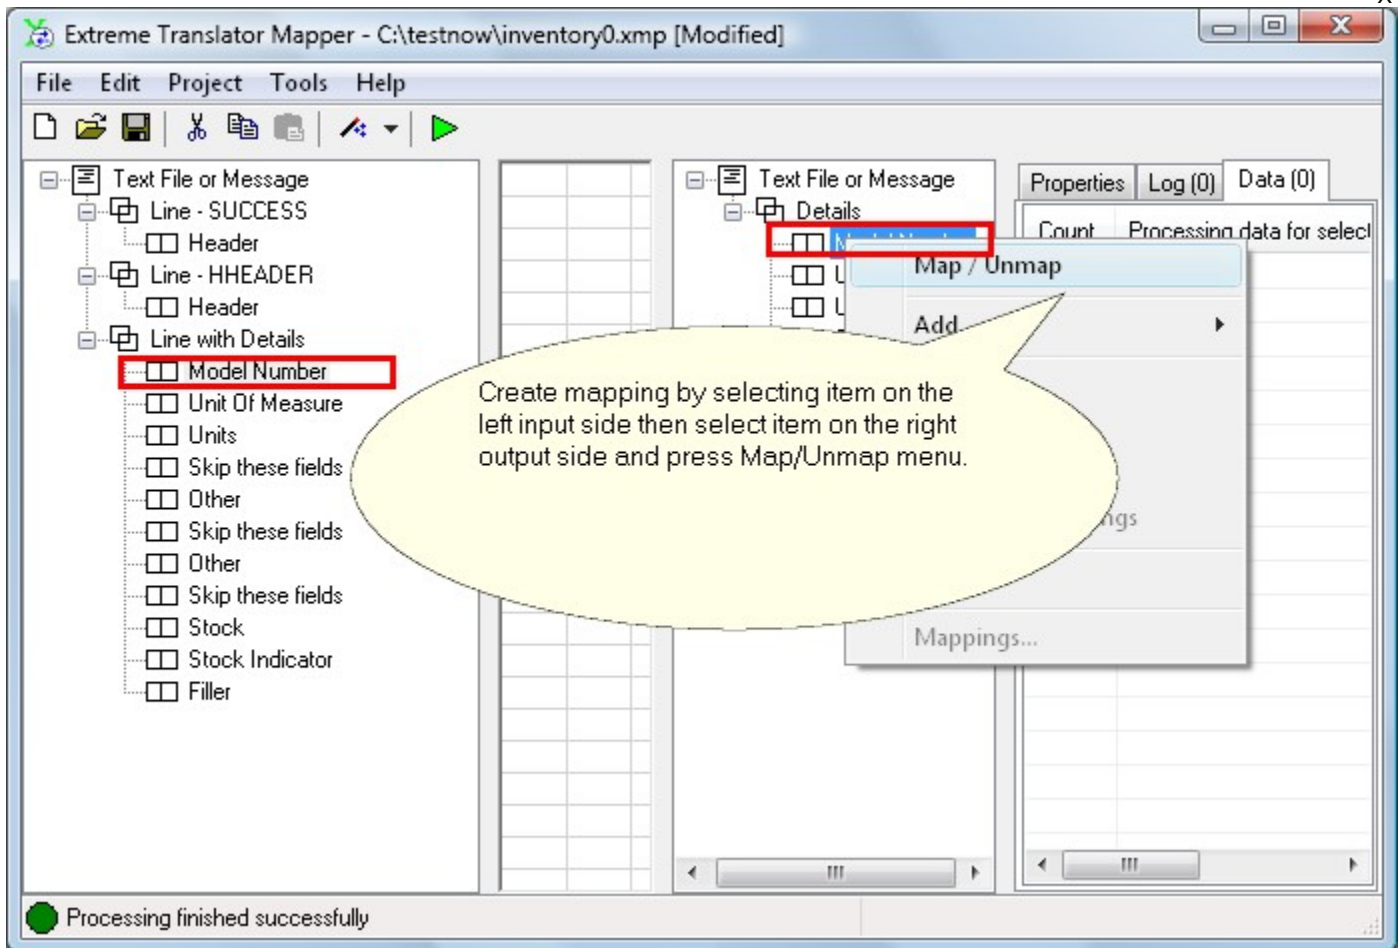 x
Extreme Translator Mapper - C:\testnow\inventory0.xmp [Modified]
File Edit Project Tools Help
Text File or Message
Line - SUCCESS
Header
Line - HHEADER
Header
Line with Details
Model Number
Unit Of Measure
Units
Skip these fields
Other
Skip these fields
Other
Skip these fields
Stock
Stock Indicator
Filler
Text File or Message
Details
U
U
Properties Log (0) Data (0)
Count Processing data for select
Map / Unmap
Add
Create mapping by selecting item on the
left input side then select item on the right
output side and press Map/Unmap menu.
ngs
Mappings...
Processing finished successfully